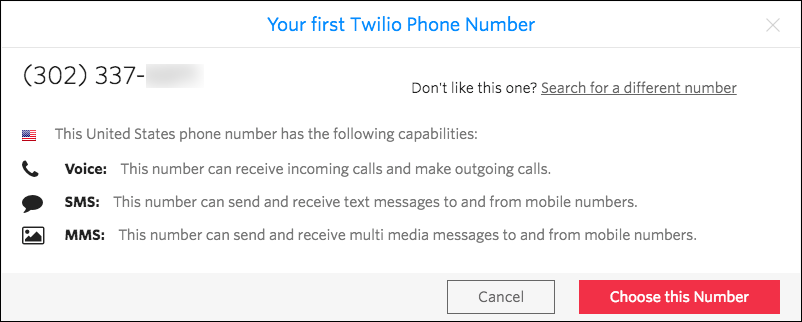 Your first Twilio Phone Number
(302) 337-
Don't like this one? Search for a different number
This United States phone number has the following capabilities:
Voice: This number can receive incoming calls and make outgoing calls.
SMS: This number can send and receive text messages to and from mobile numbers.
MMS: This number can send and receive multi media messages to and from mobile numbers.
Cancel
Choose this Number